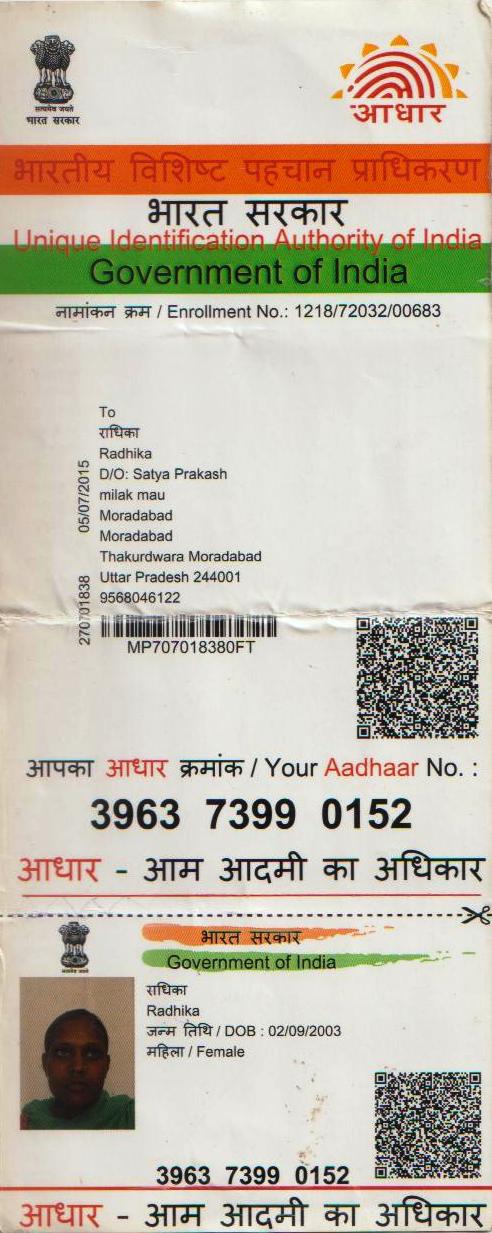 सत्यमेव जयते
भारत सरकार
आधार
भारतीय विशिष्ट पहचान प्राधिकरण
भारत सरकार
Unique Identification Authority of India
Government of India
नामांकन क्रम / Enrollment No.: 1218/72032/00683
To
राधिका
Radhika
D/O: Satya Prakash
milak mau
Moradabad
Moradabad
Thakurdwara Moradabad
Uttar Pradesh 244001
9568046122
270701838 05/07/2015
MP707018380FT
आपका आधार क्रमांक / Your Aadhaar No. :
3963 7399 0152
आधार - आम आदमी का अधिकार
भारत सरकार
Government of India
राधिका
Radhika
जन्म तिथि / DOB : 02/09/2003
महिला / Female
3963 7399 0152
आधार - आम आदमी का अधिकार